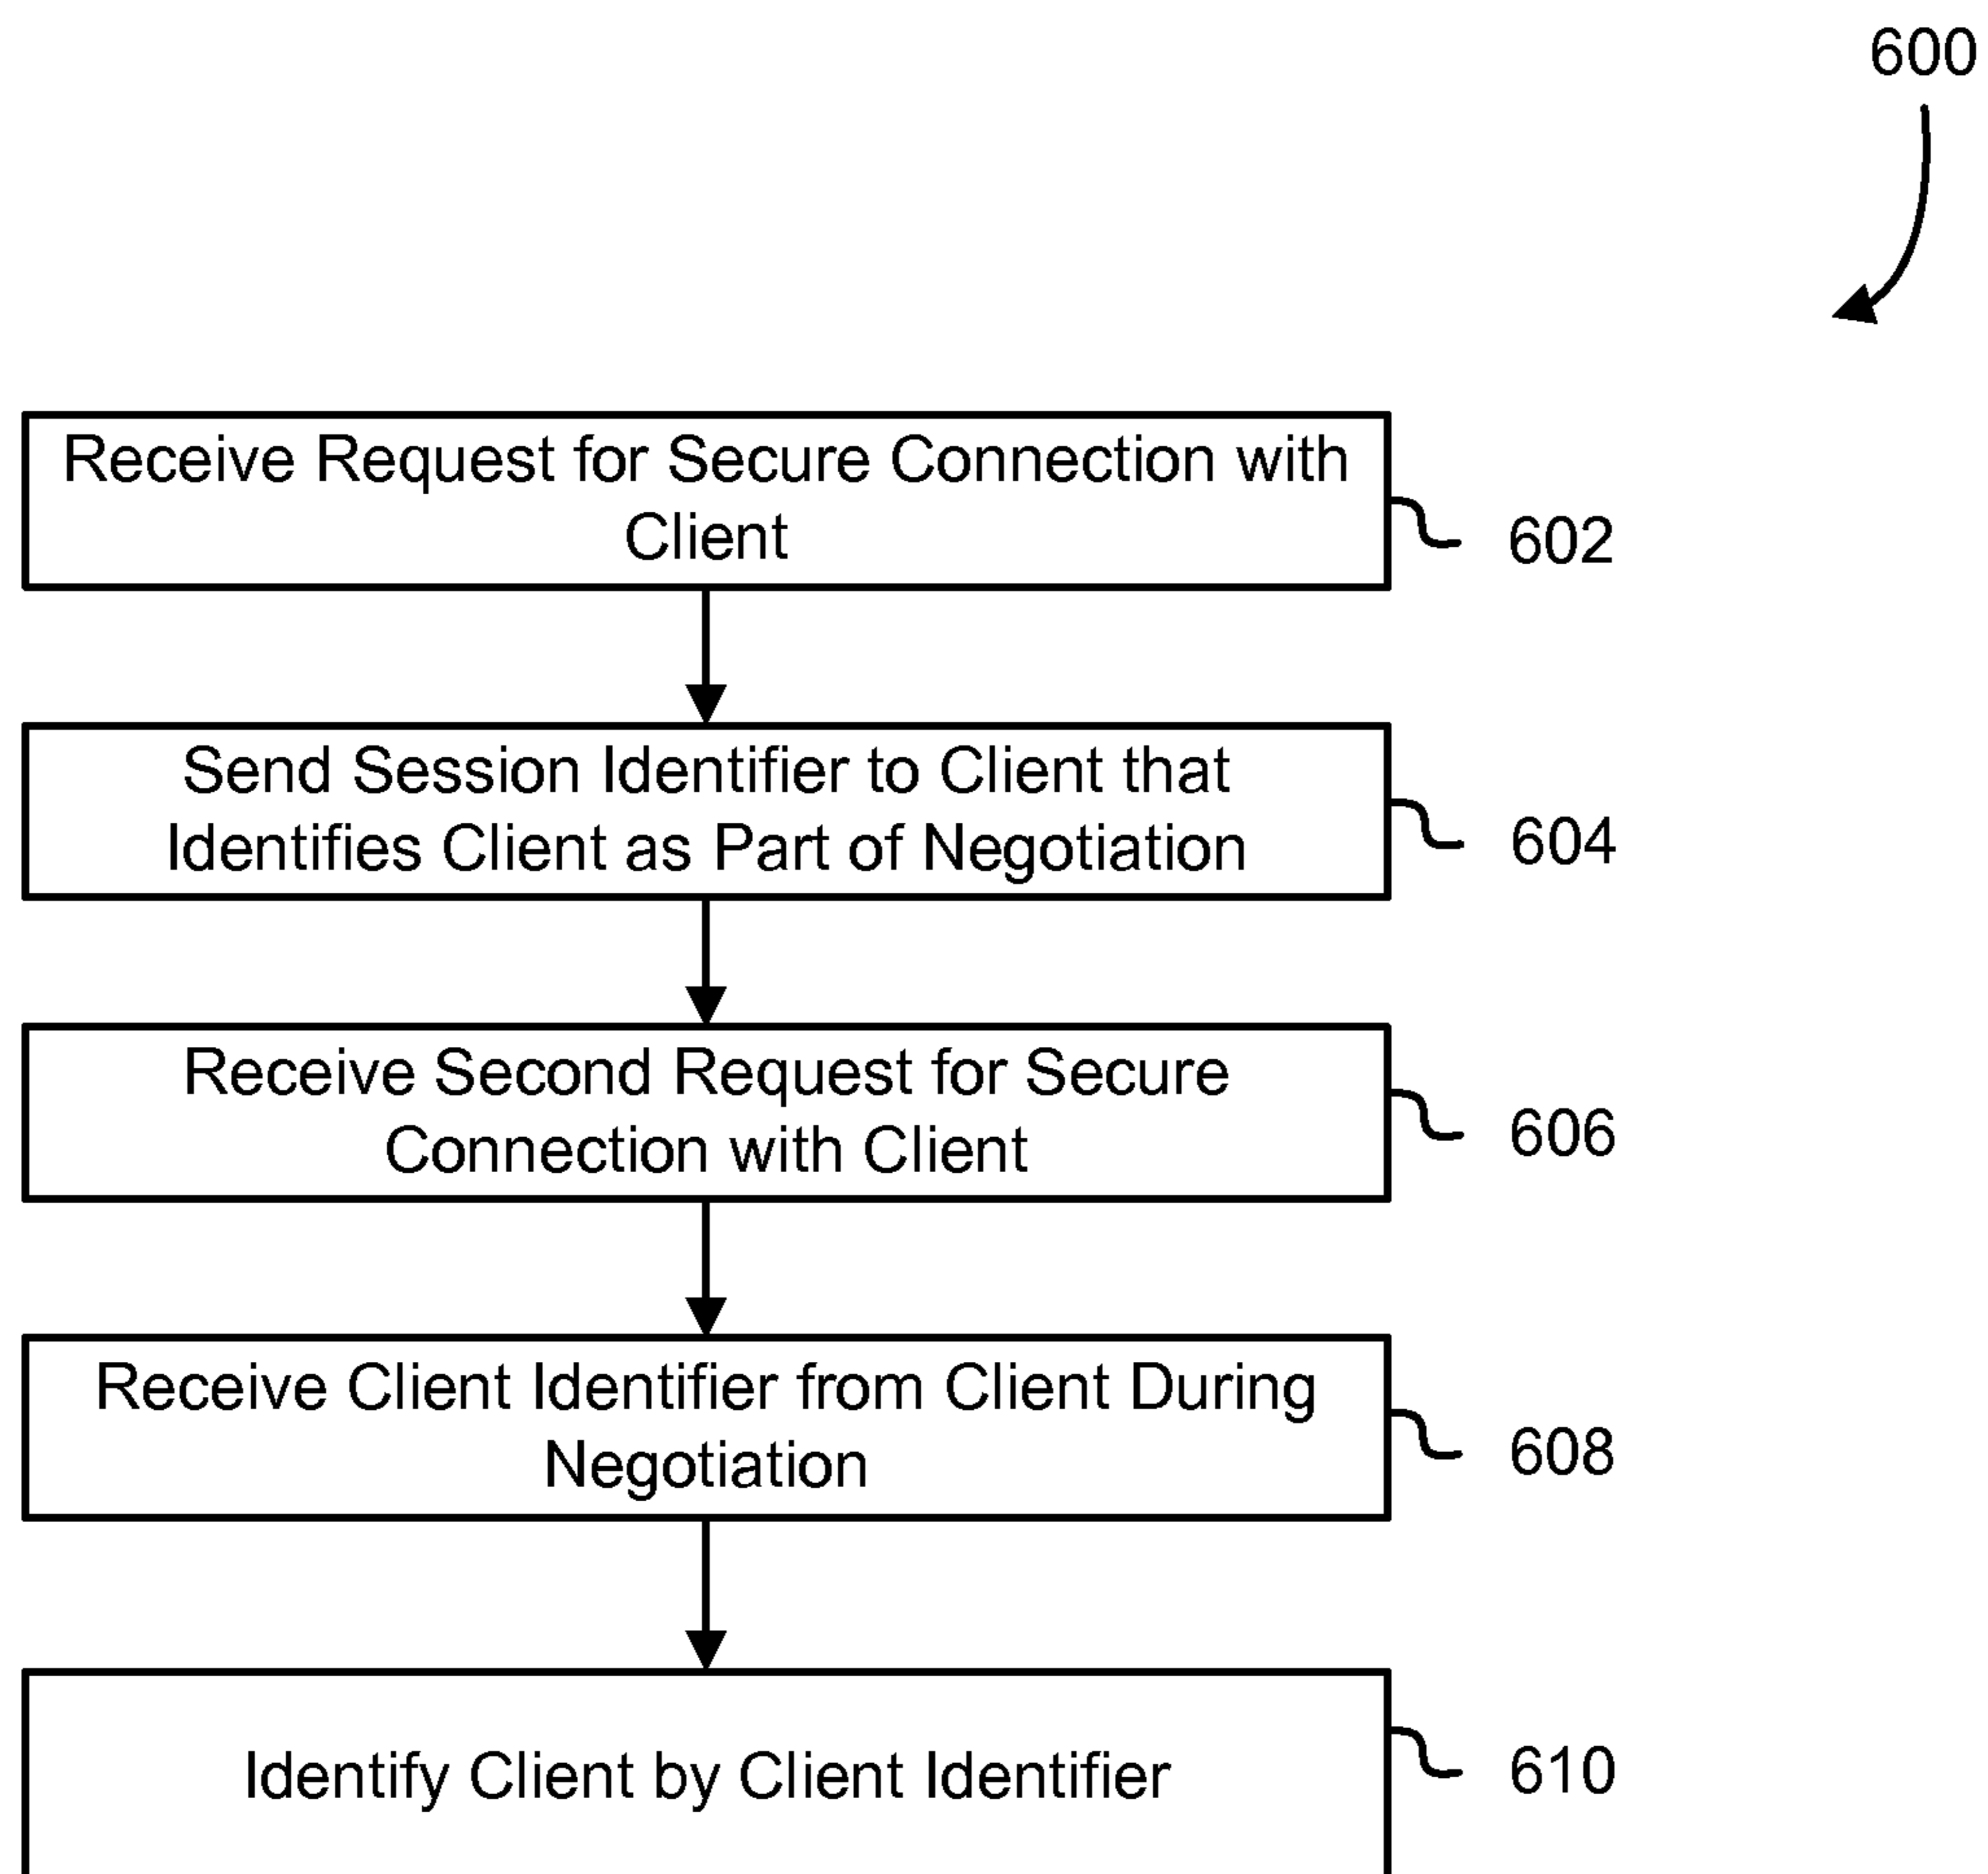 600
Receive Request for Secure Connection with
Client
602
Send Session Identifier to Client that
Identifies Client as Part of Negotiation
604
Receive Second Request for Secure
Connection with Client
606
Receive Client Identifier from Client During
Negotiation
608
Identify Client by Client Identifier
610